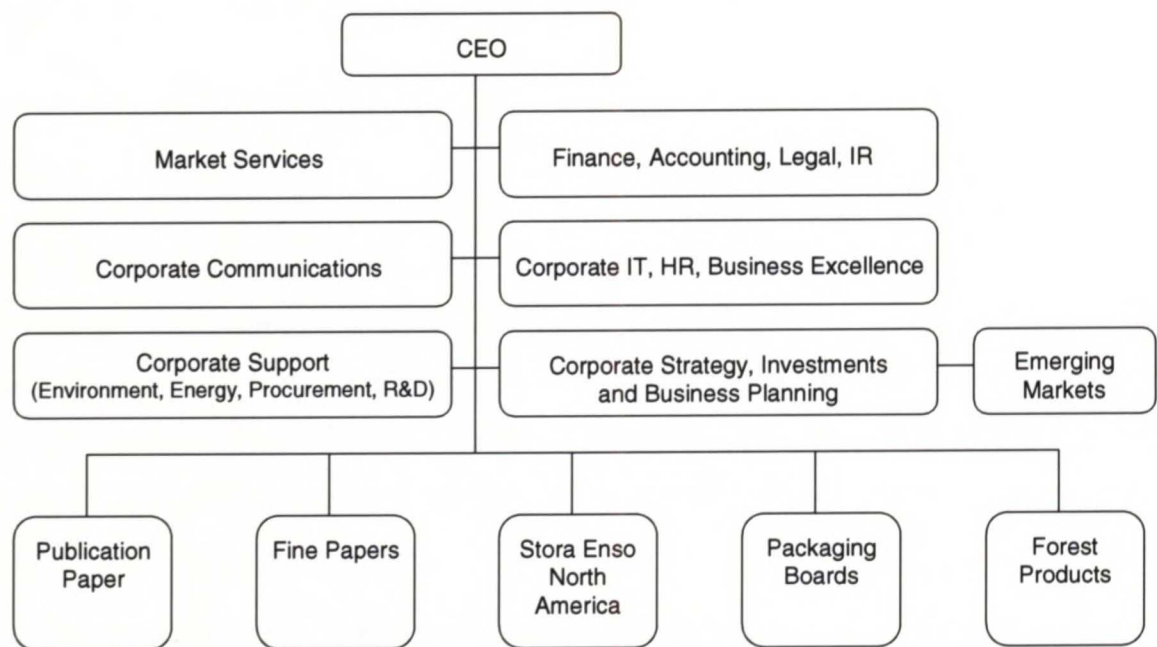 CEO
Market Services
Finance, Accounting, Legal, IR
Corporate Communications
Corporate IT, HR, Business Excellence
Corporate Support
(Environment, Energy, Procurement, R&D)
Corporate Strategy, Investments
and Business Planning
Emerging
Markets
Publication
Paper
Fine Papers
Stora Enso
North
America
Packaging
Boards
Forest
Products